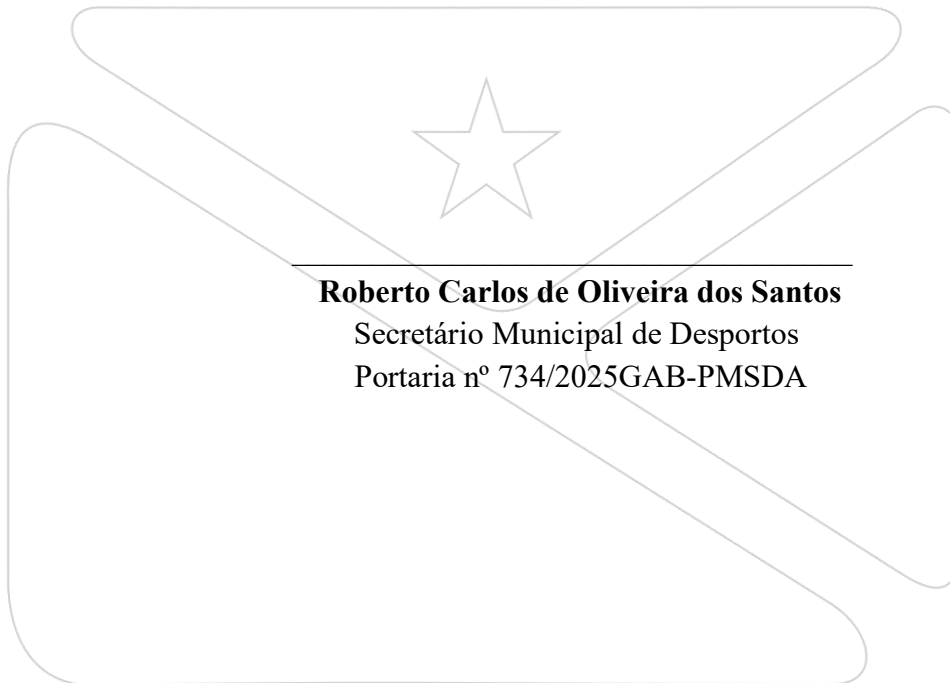 Roberto Carlos de Oliveira dos Santos
Secretário Municipal de Desportos
Portaria nº 734/2025GAB-PMSDA